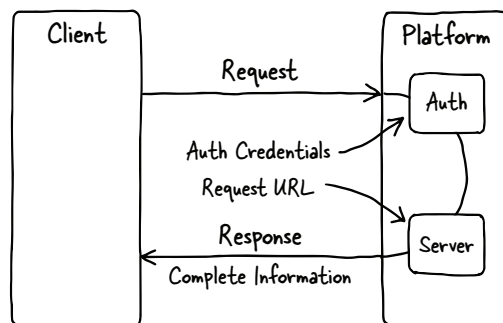 Client
Platform
Request
Auth
Auth Credentials
Request URL
Response
Server
Complete Information